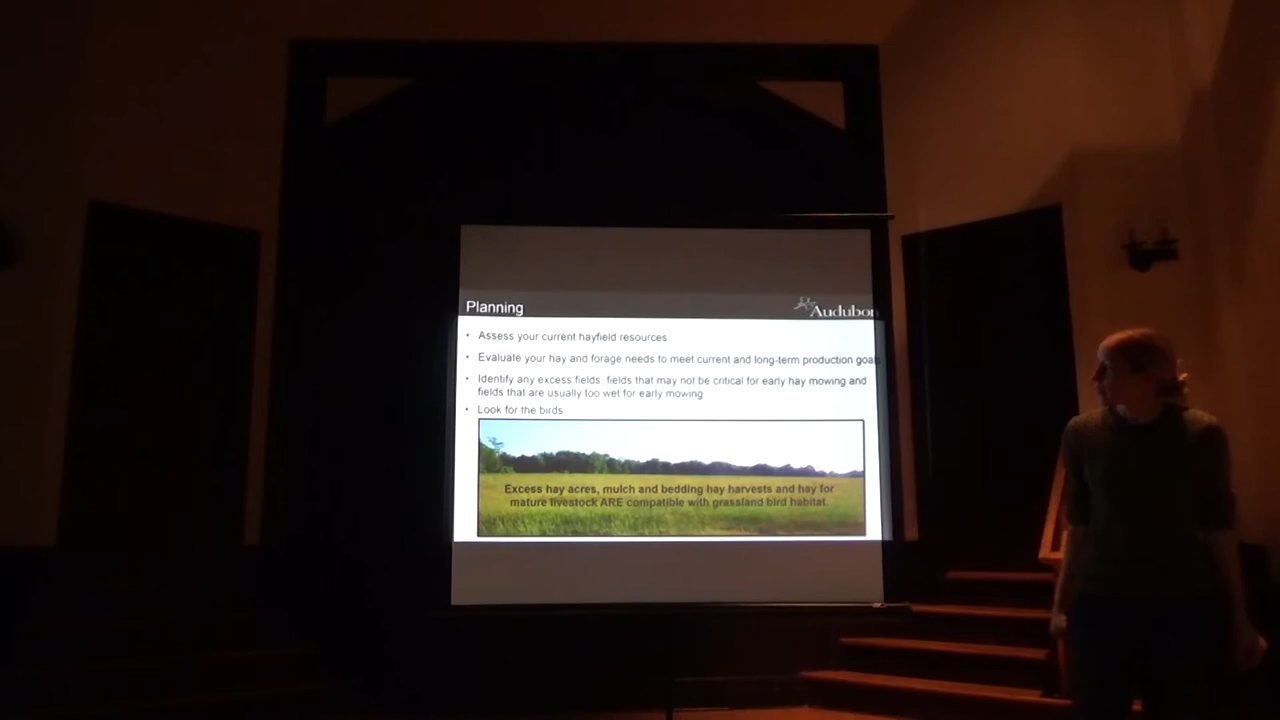 Planning
Audubon
• Assess your current hayfield resources
• Evaluate your hay and forage needs to meet current and long-term production goals
• Identify any excess fields, fields that may not be critical for early hay mowing and
fields that are usually too wet for early mowing
• Look for the birds
Excess hay acres, mulch and bedding hay harvests and hay for
mature livestock ARE compatible with grassland bird habitat.